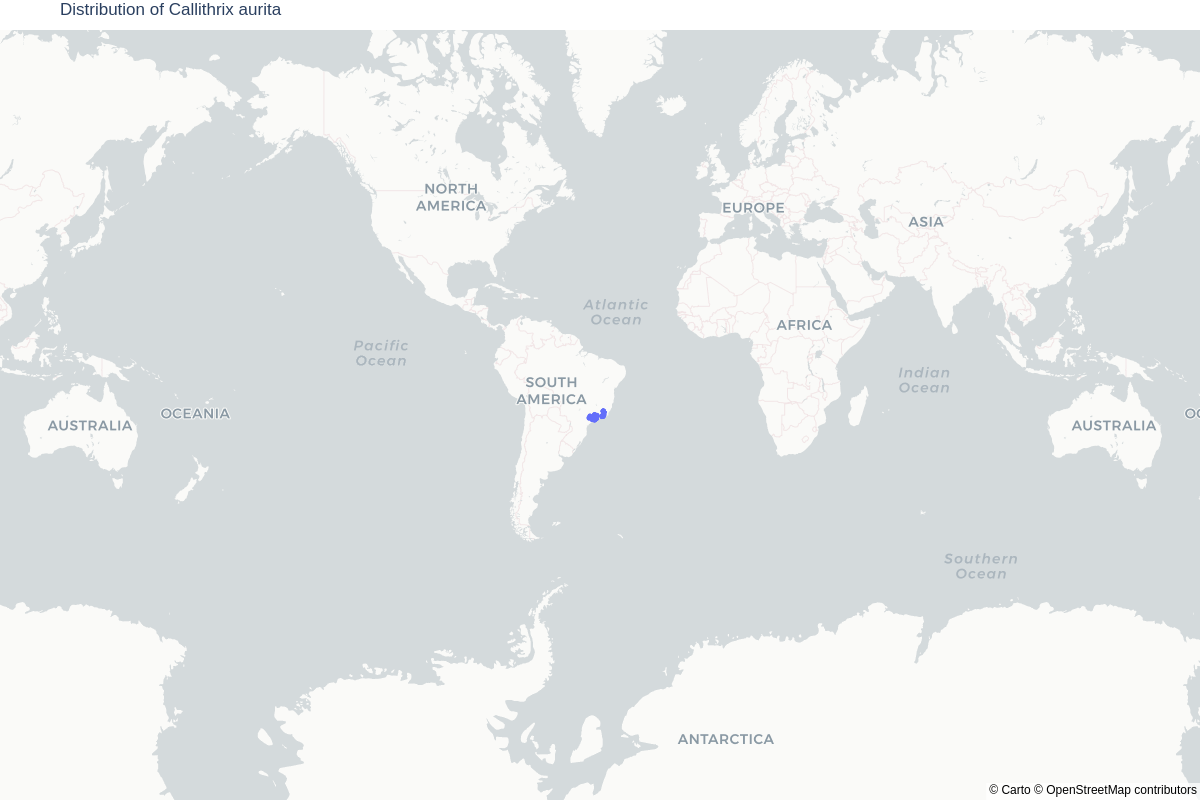 Distribution of Callithrix aurita
NORTH
AMERICA
EUROPE
ASIA
Atlantic
Ocean
AFRICA
Pacific
Ocean
Indian
Ocean
SOUTH
AMERICA
OCEANIA
AUSTRALIA
AUSTRALIA
OC
Southern
Ocean
ANTARCTICA
© Carto © OpenStreetMap contributors